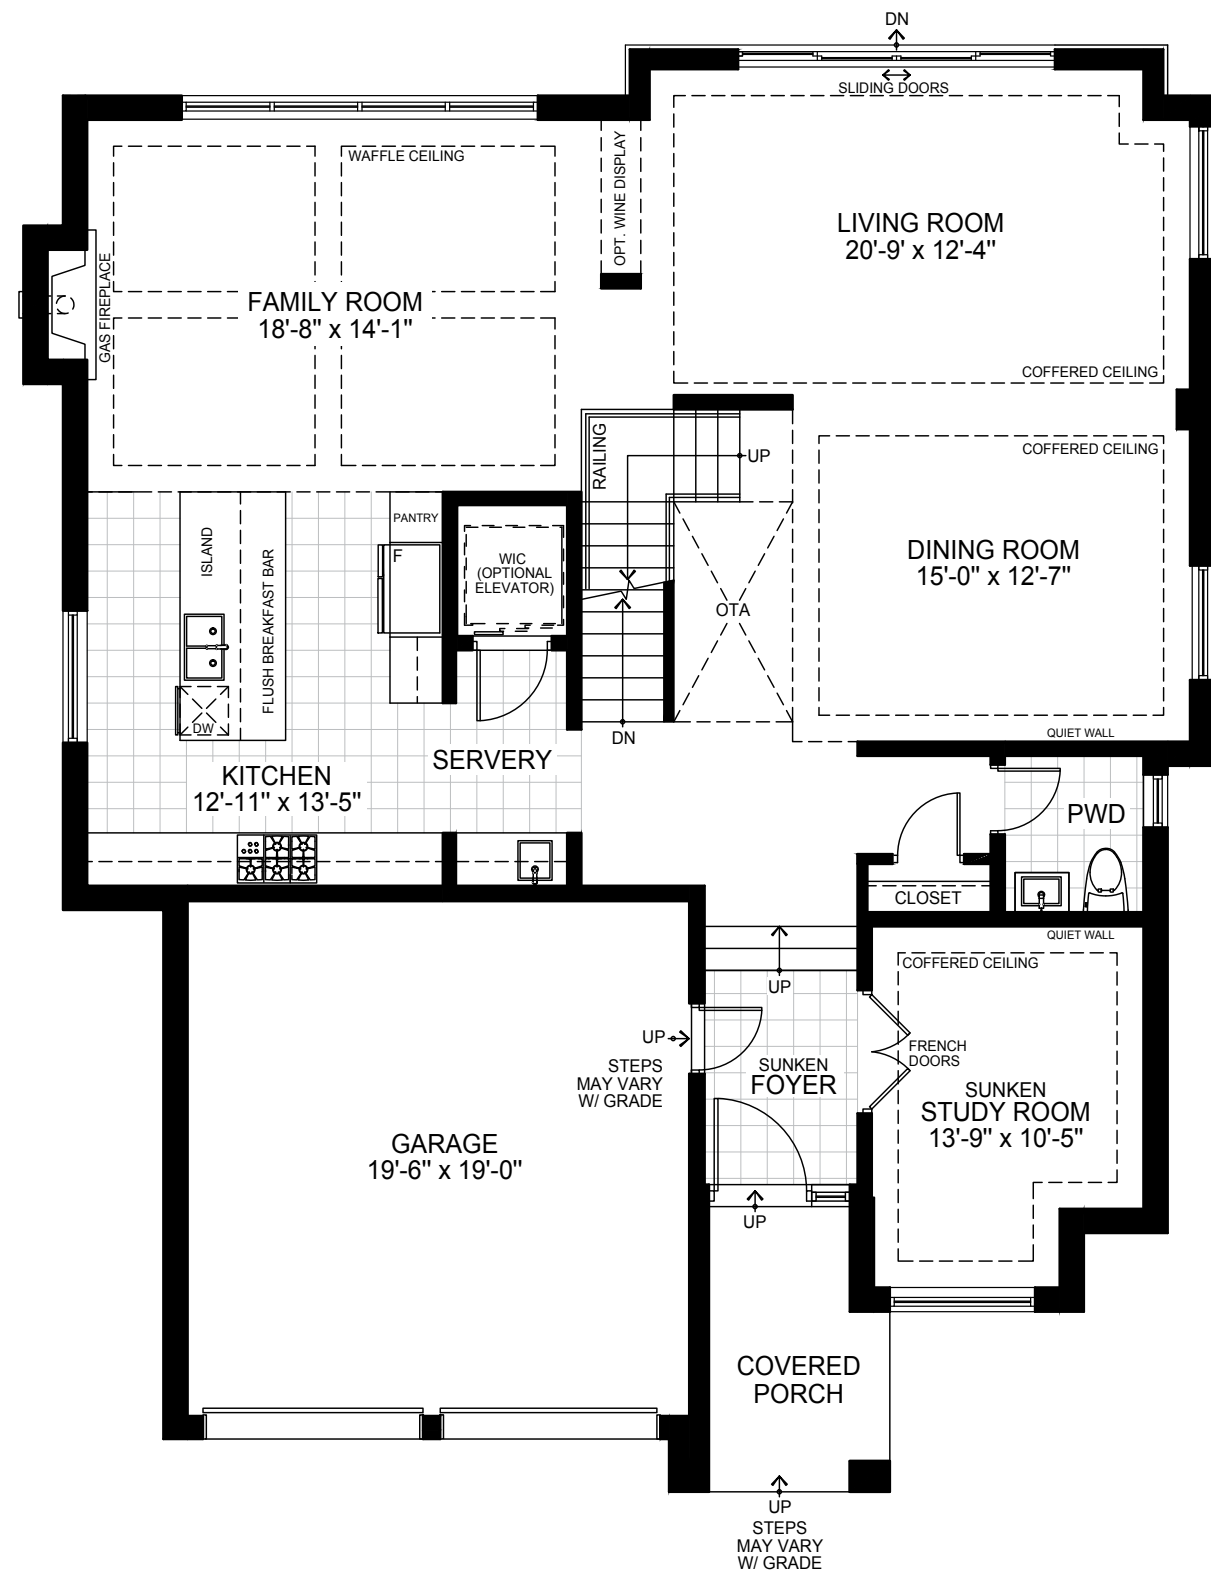 DN
SLIDING DOORS
WAFFLE CEILING
OPT. WINE DISPLAY
LIVING ROOM
20'-9' x 12'-4"
GAS FIREPLACE
FAMILY ROOM
18'-8" x 14'-1"
COFFERED CEILING
RAILING
UP
COFFERED CEILING
PANTRY
F
ISLAND
FLUSH BREAKFAST BAR
WIC
(OPTIONAL
ELEVATOR)
DINING ROOM
15'-0" x 12'-7"
OTA
DW
DN
QUIET WALL
SERVERY
KITCHEN
12'-11" x 13'-5"
PWD
CLOSET
QUIET WALL
COFFERED CEILING
UP
UP
STEPS
MAY VARY
W/ GRADE
SUNKEN
FOYER
FRENCH
DOORS
SUNKEN
STUDY ROOM
13'-9" x 10'-5"
GARAGE
19'-6" x 19'-0"
UP
COVERED
PORCH
UP
STEPS
MAY VARY
W/ GRADE